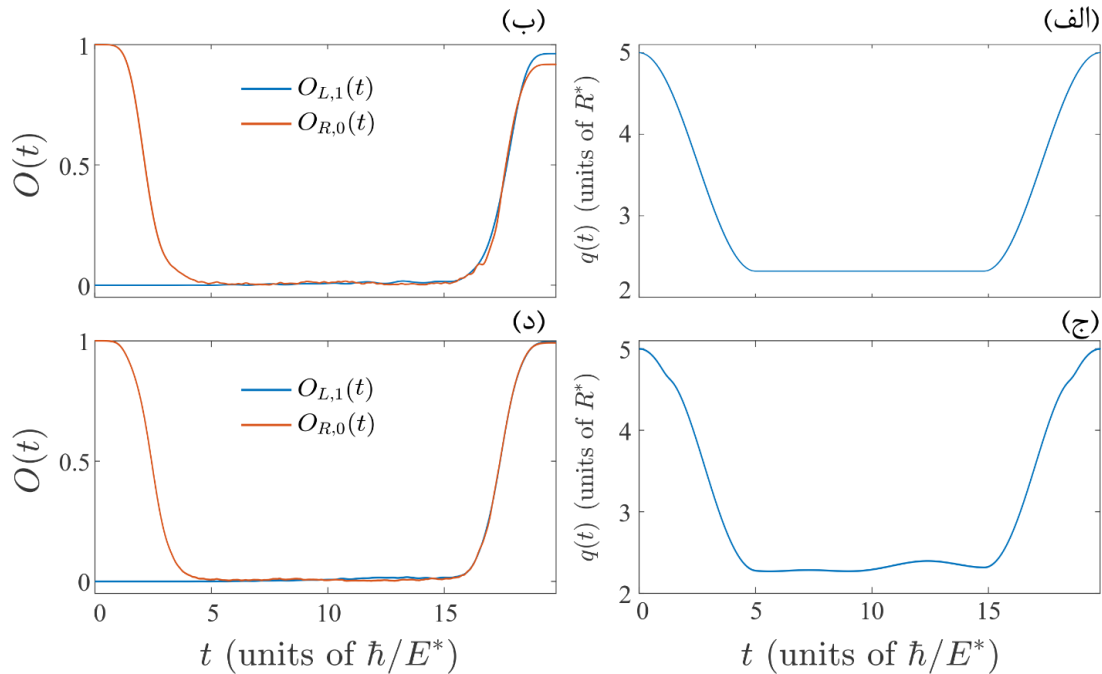 (الف)
5
4
3
2
q(t) (units of R*)
(ب)
1
0.5
0
O(t)
O_{L,1}(t)
O_{R,0}(t)
(ج)
5
4
3
2
q(t) (units of R*)
0 5 10 15
t (units of ħ/E*)
(د)
1
0.5
0
O(t)
O_{L,1}(t)
O_{R,0}(t)
0 5 10 15
t (units of ħ/E*)